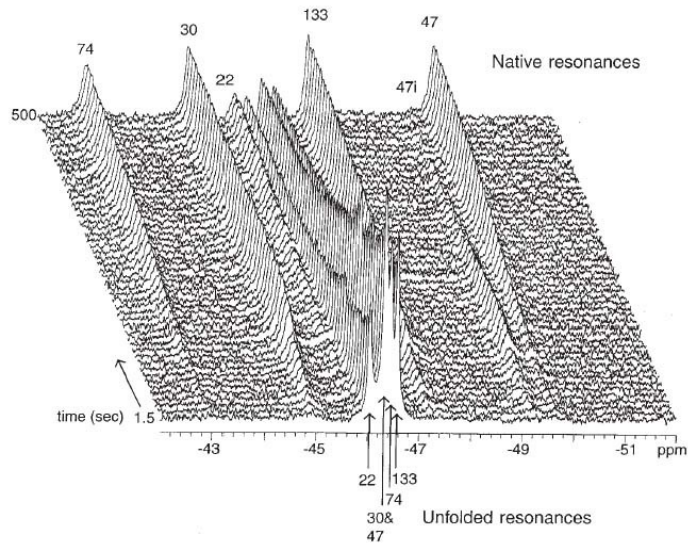 133
47
30
74
Native resonances
22
47i
500
time (sec) 1.5
-43 -45 -47 -49 -51 ppm
22 133
74
30& Unfolded resonances
47